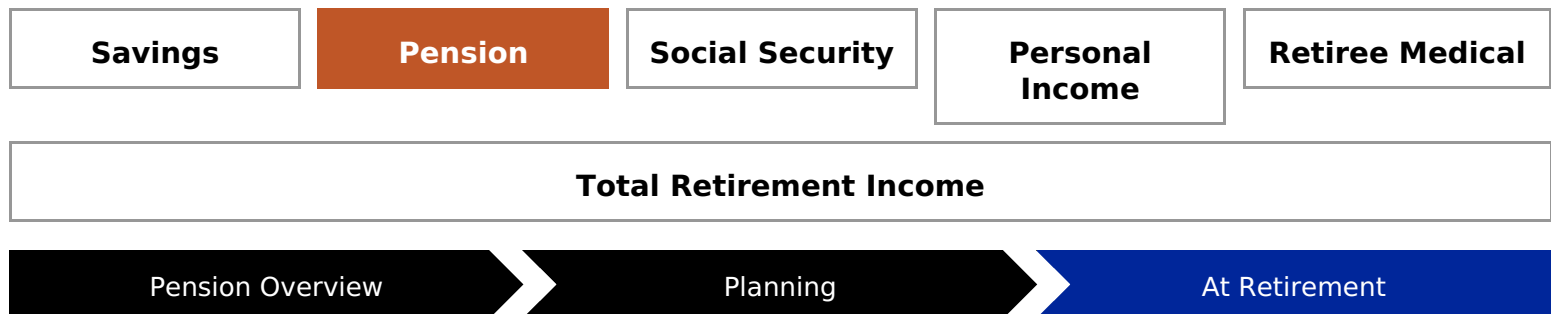 Savings
Pension
Social Security
Personal
Income
Retiree Medical
Total Retirement Income
Pension Overview
Planning
At Retirement